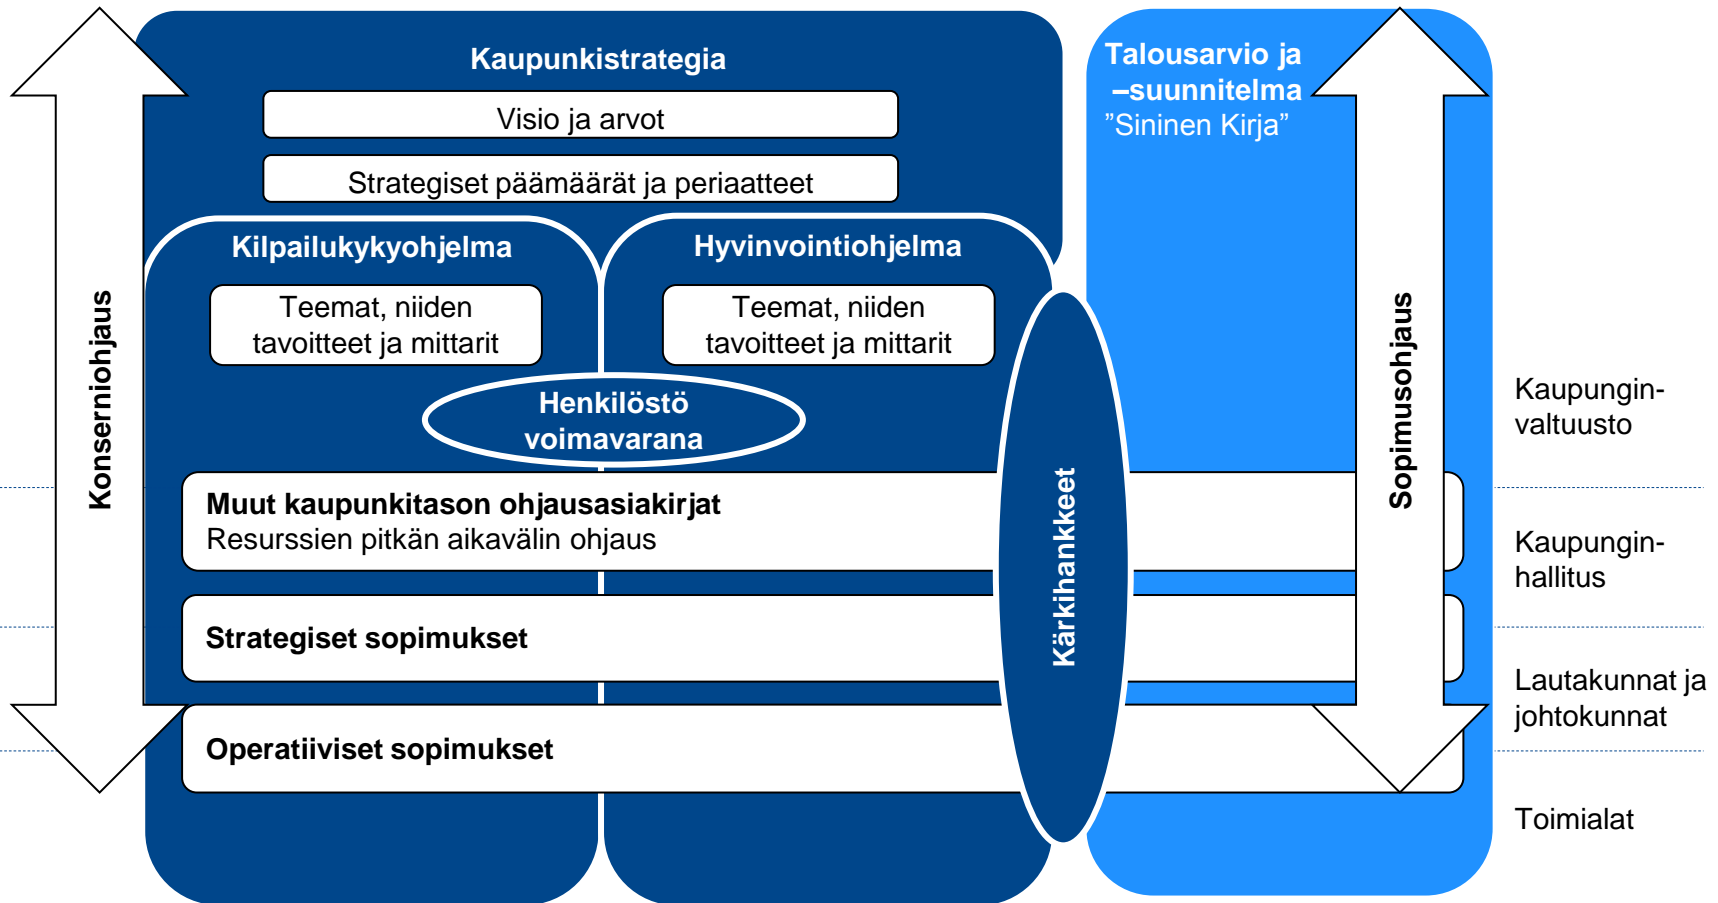 Kaupunkistrategia
Visio ja arvot
Strategiset päämäärät ja periaatteet
Kilpailukykyohjelma
Teemat, niiden
tavoitteet ja mittarit
Hyvinvointiohjelma
Teemat, niiden
tavoitteet ja mittarit
Henkilöstö
voimavarana
Talousarvio ja
–suunnitelma
”Sininen Kirja”
Konserniohjaus
Sopimusohjaus
Kärkihankkeet
Muut kaupunkitason ohjausasiakirjat
Resurssien pitkän aikavälin ohjaus
Strategiset sopimukset
Operatiiviset sopimukset
Kaupungin-
valtuusto
Kaupungin-
hallitus
Lautakunnat ja
johtokunnat
Toimialat